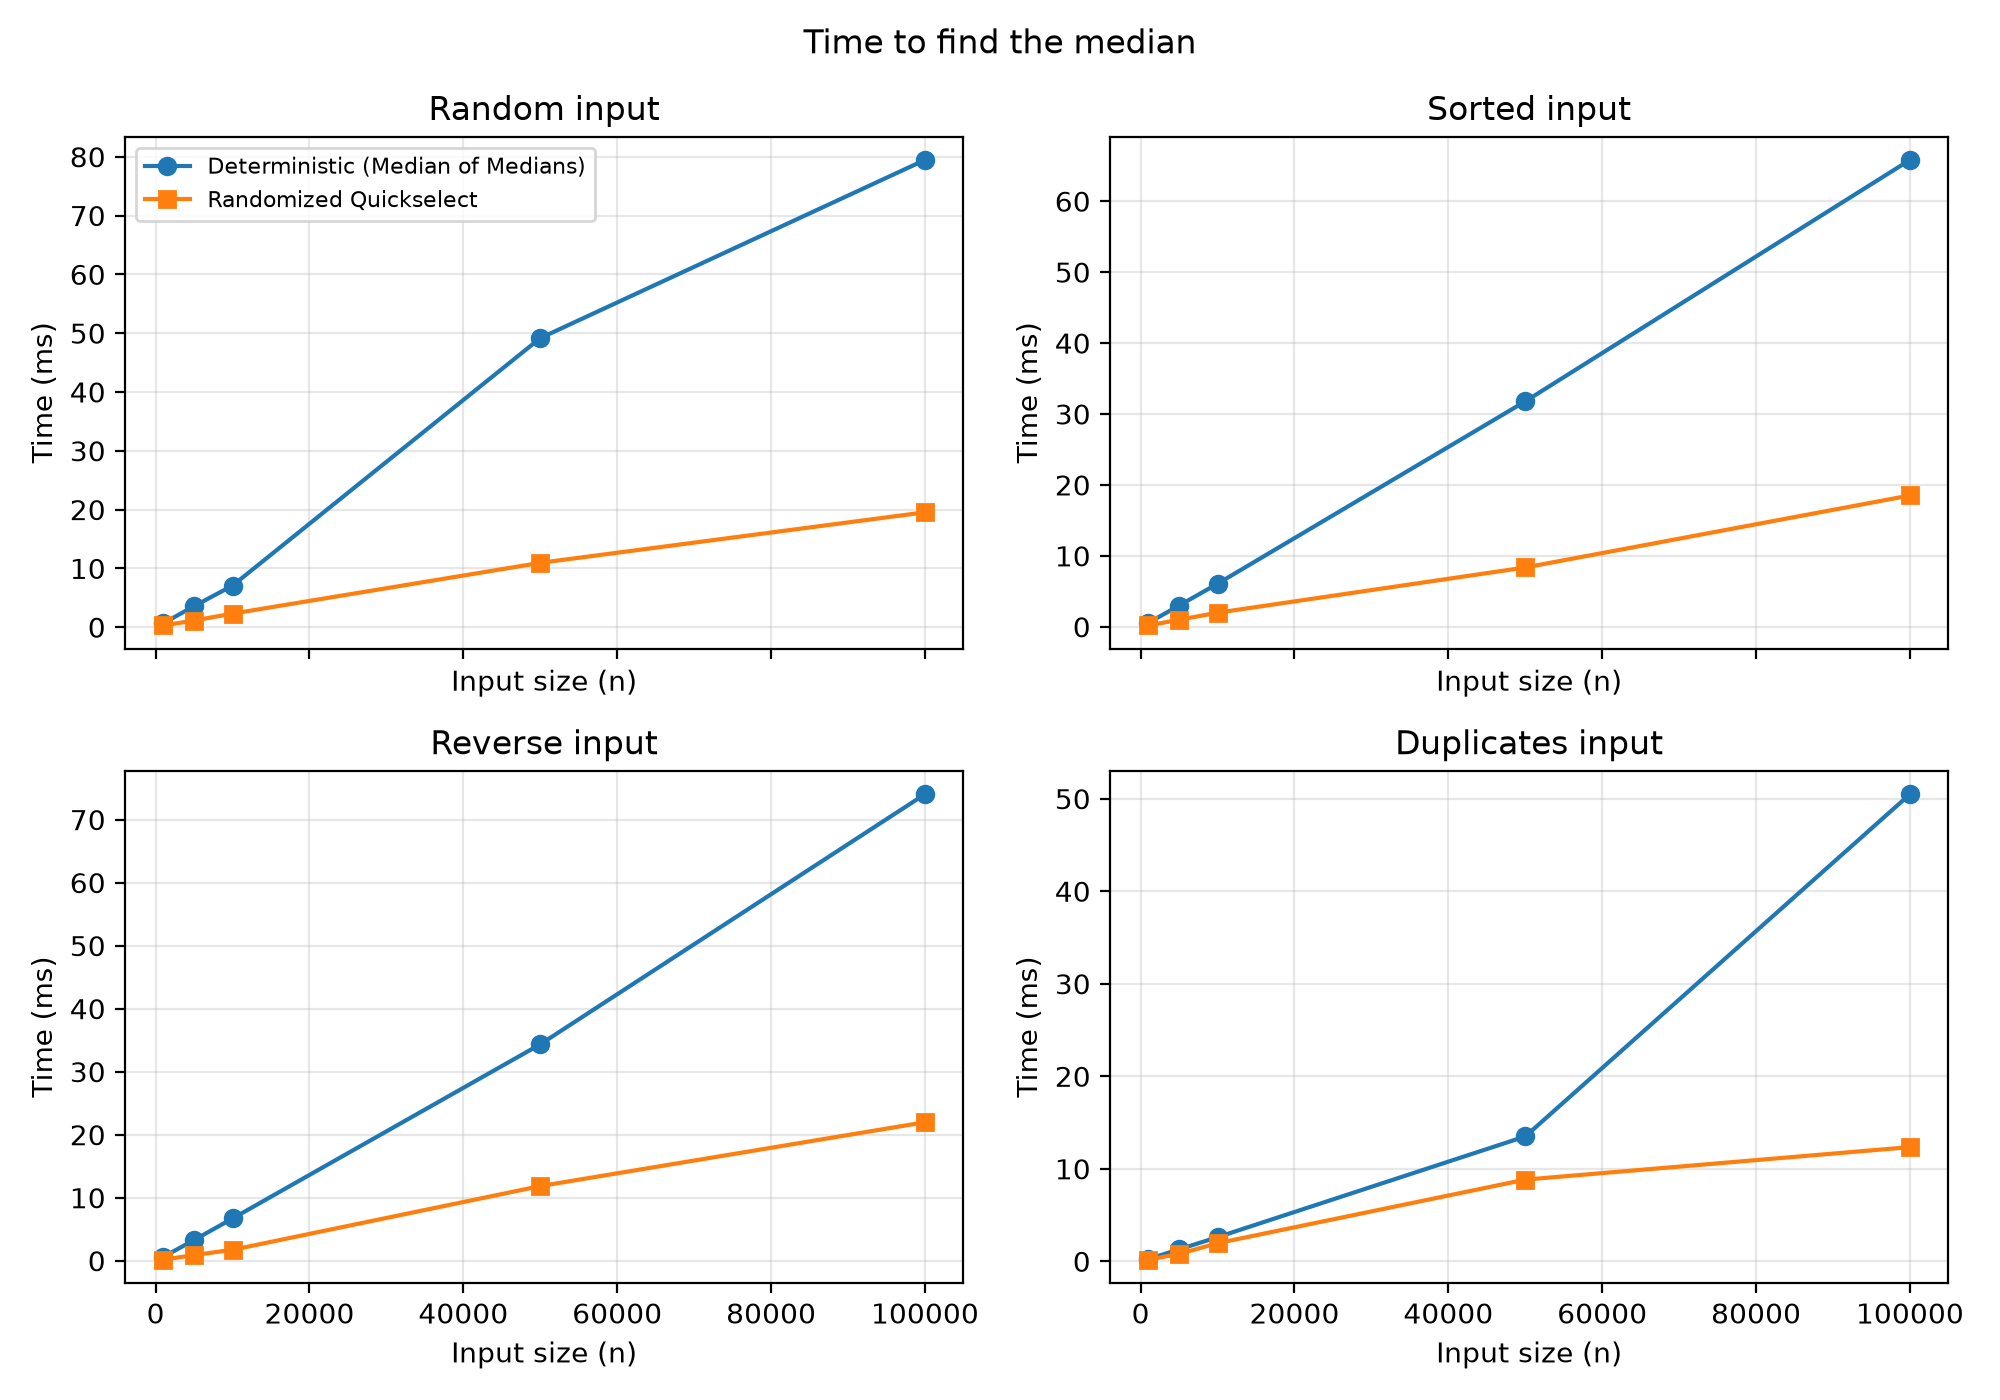 Time to find the median
Random input
80
70
60
50
40
30
20
10
0
Time (ms)
Deterministic (Median of Medians)
Randomized Quickselect
Input size (n)
Sorted input
60
50
40
30
20
10
0
Time (ms)
Input size (n)
Reverse input
70
60
50
40
30
20
10
0
Time (ms)
0 20000 40000 60000 80000 100000
Input size (n)
Duplicates input
50
40
30
20
10
0
Time (ms)
0 20000 40000 60000 80000 100000
Input size (n)